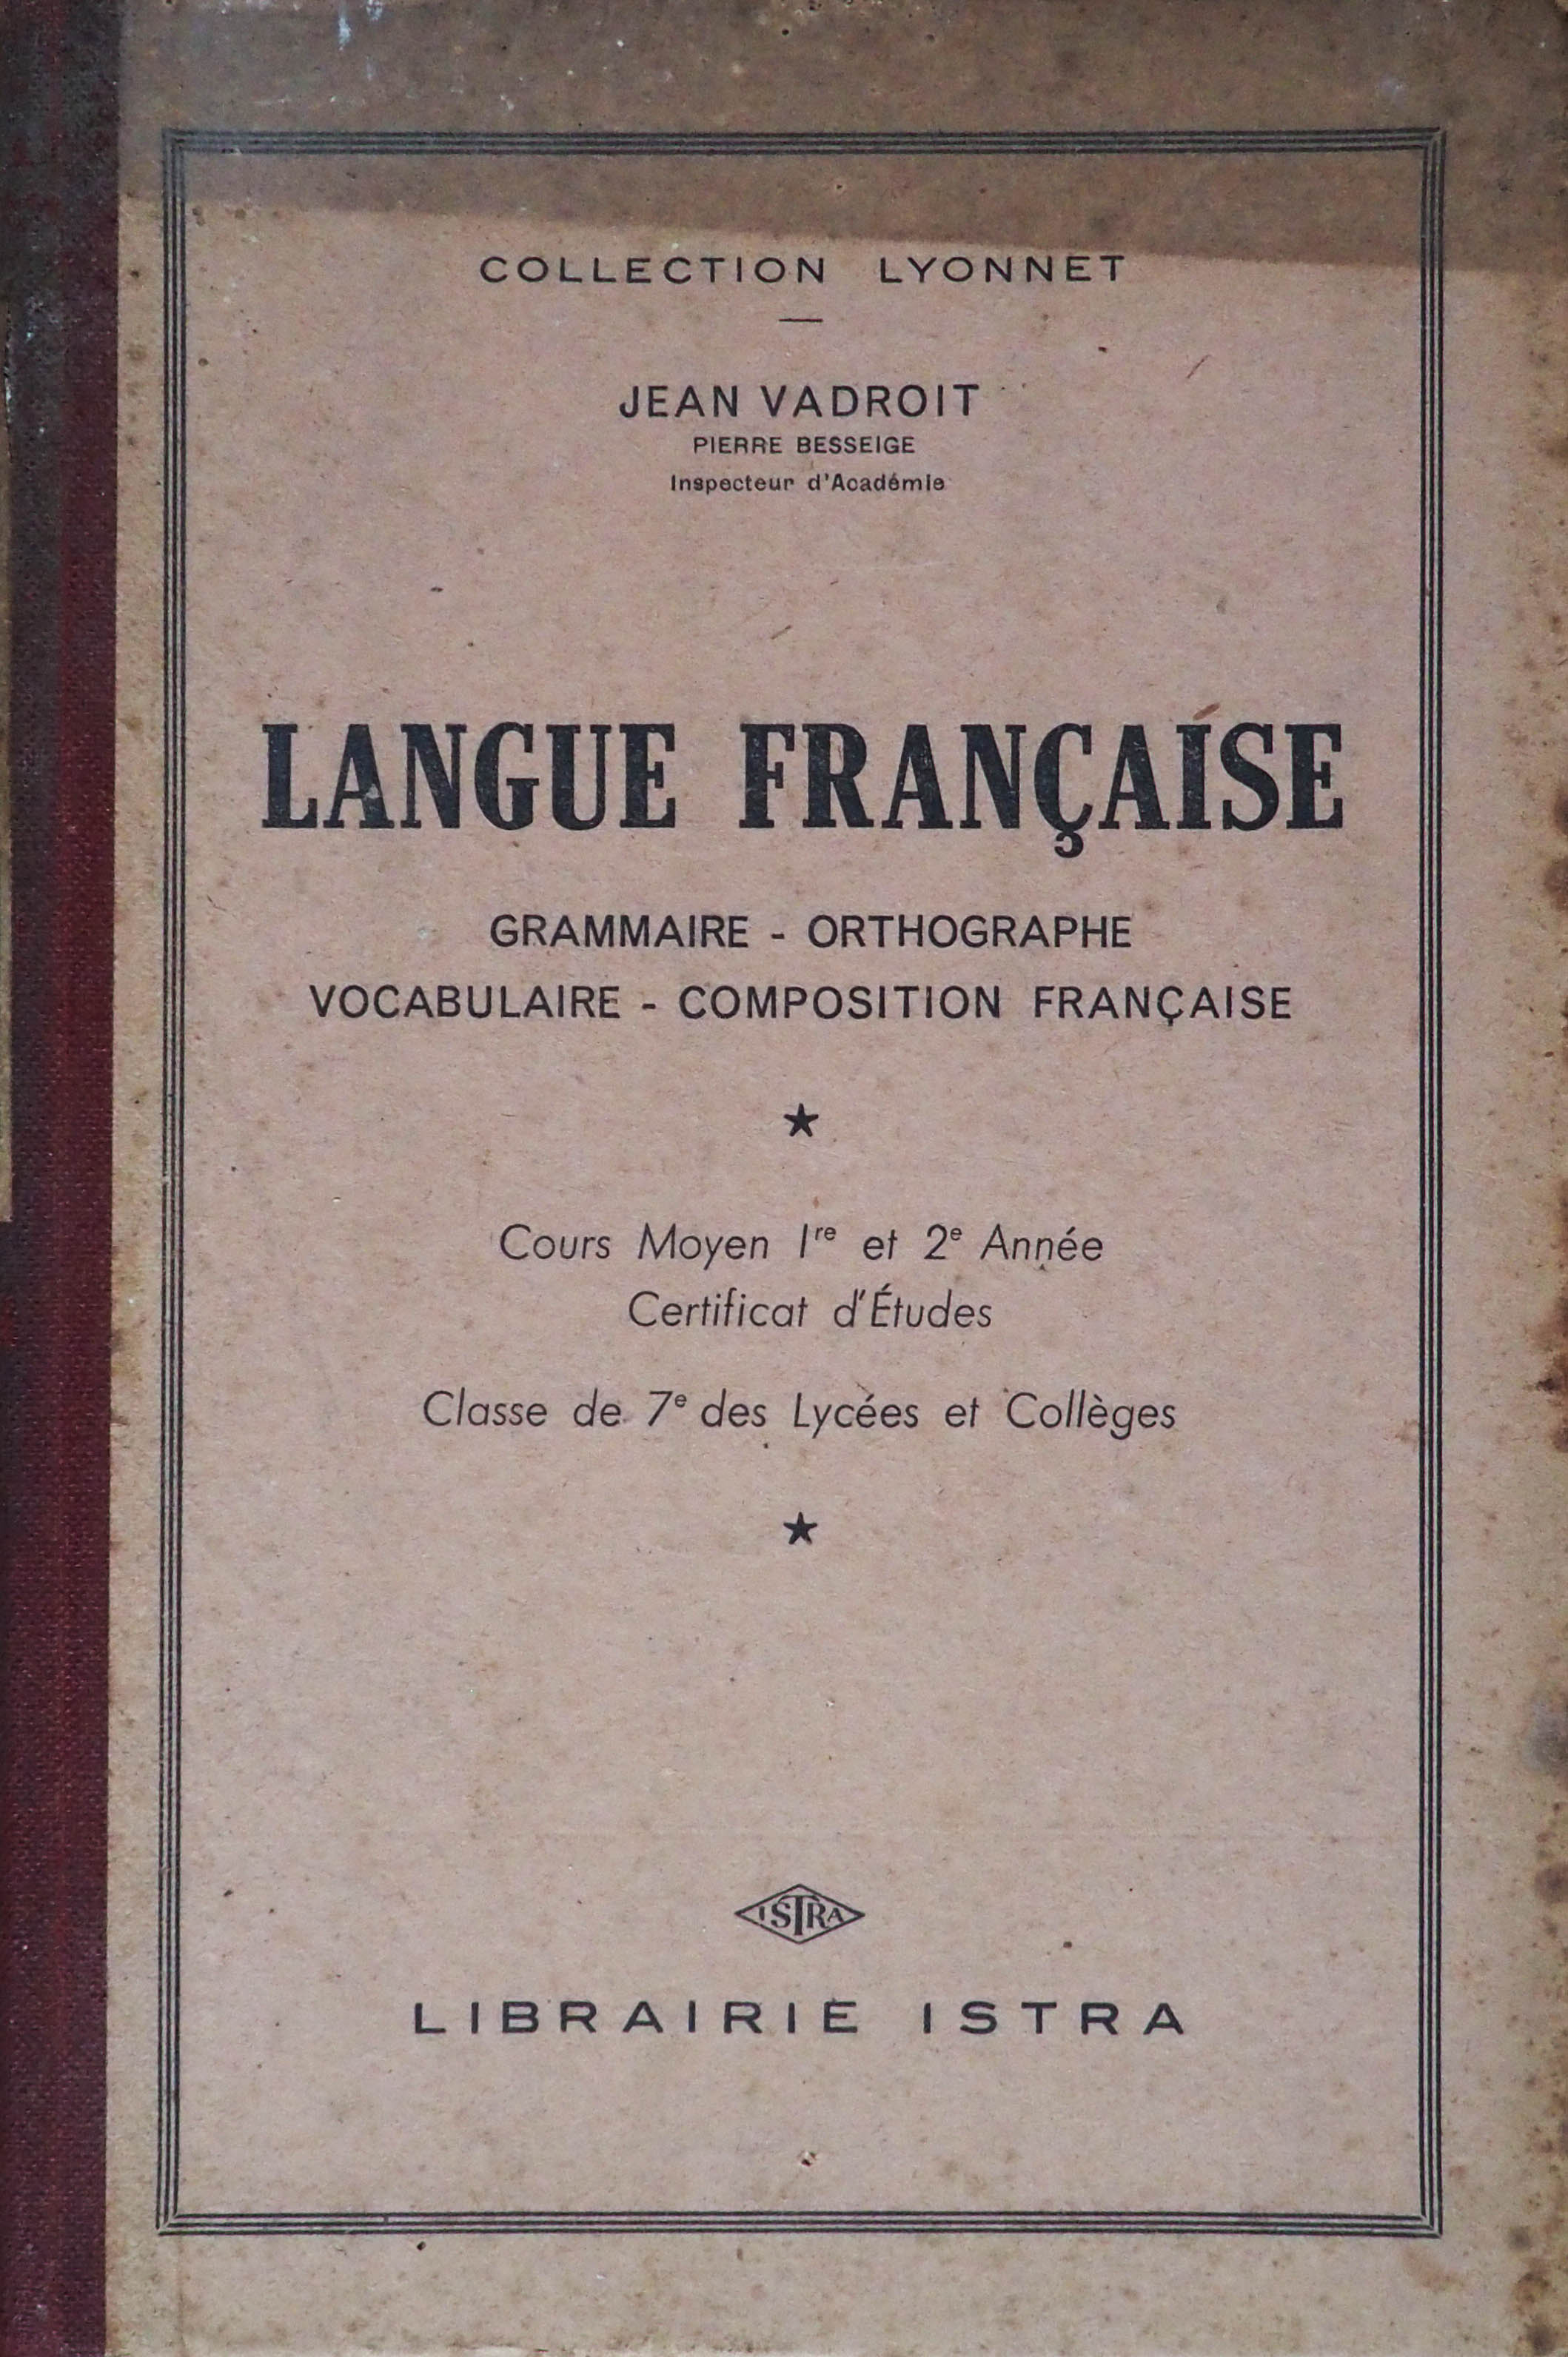 COLLECTION LYONNET
JEAN VADROIT
PIERRE BESSEIGE
Inspecteur d'Académie
LANGUE FRANÇAISE
GRAMMAIRE - ORTHOGRAPHE
VOCABULAIRE - COMPOSITION FRANÇAISE
★
Cours Moyen 1re et 2e Année
Certificat d'Études
Classe de 7e des Lycées et Collèges
★
ISTRA
LIBRAIRIE ISTRA